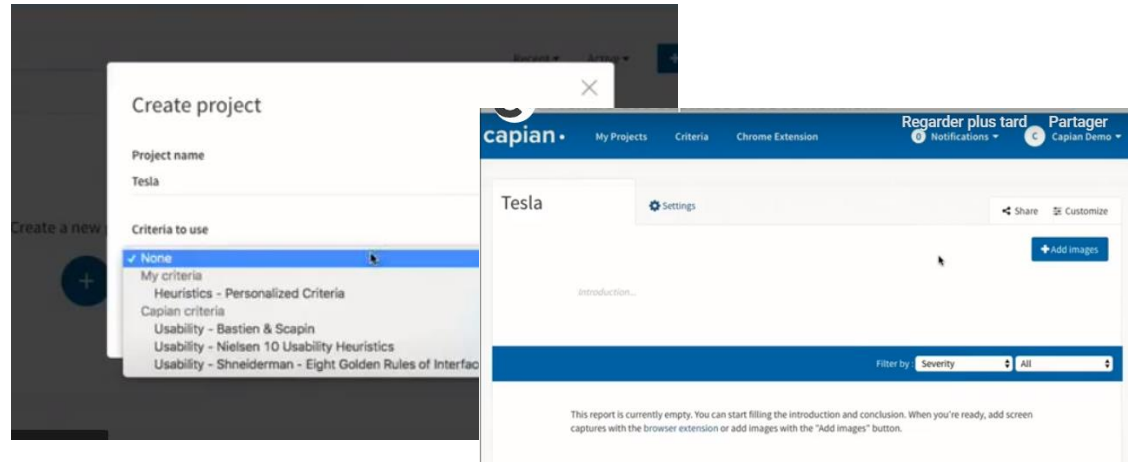 Recent
Active
Create project
Project name
Tesla
Criteria to use
Create a new
✓ None
My criteria
Heuristics - Personalized Criteria
Capian criteria
Usability - Bastien & Scapin
Usability - Nielsen 10 Usability Heuristics
Usability - Shneiderman - Eight Golden Rules of
capian.
My Projects
Criteria
Chrome Extension
Regarder plus tard
Partager
0 Notifications
C Capian Demo
Tesla
Settings
Share
Customize
+Add images
Introduction...
Filter by : Severity
All
This report is currently empty. You can start filling the introduction and conclusion. When you're ready, add screen
captures with the browser extension or add images with the "Add images" button.